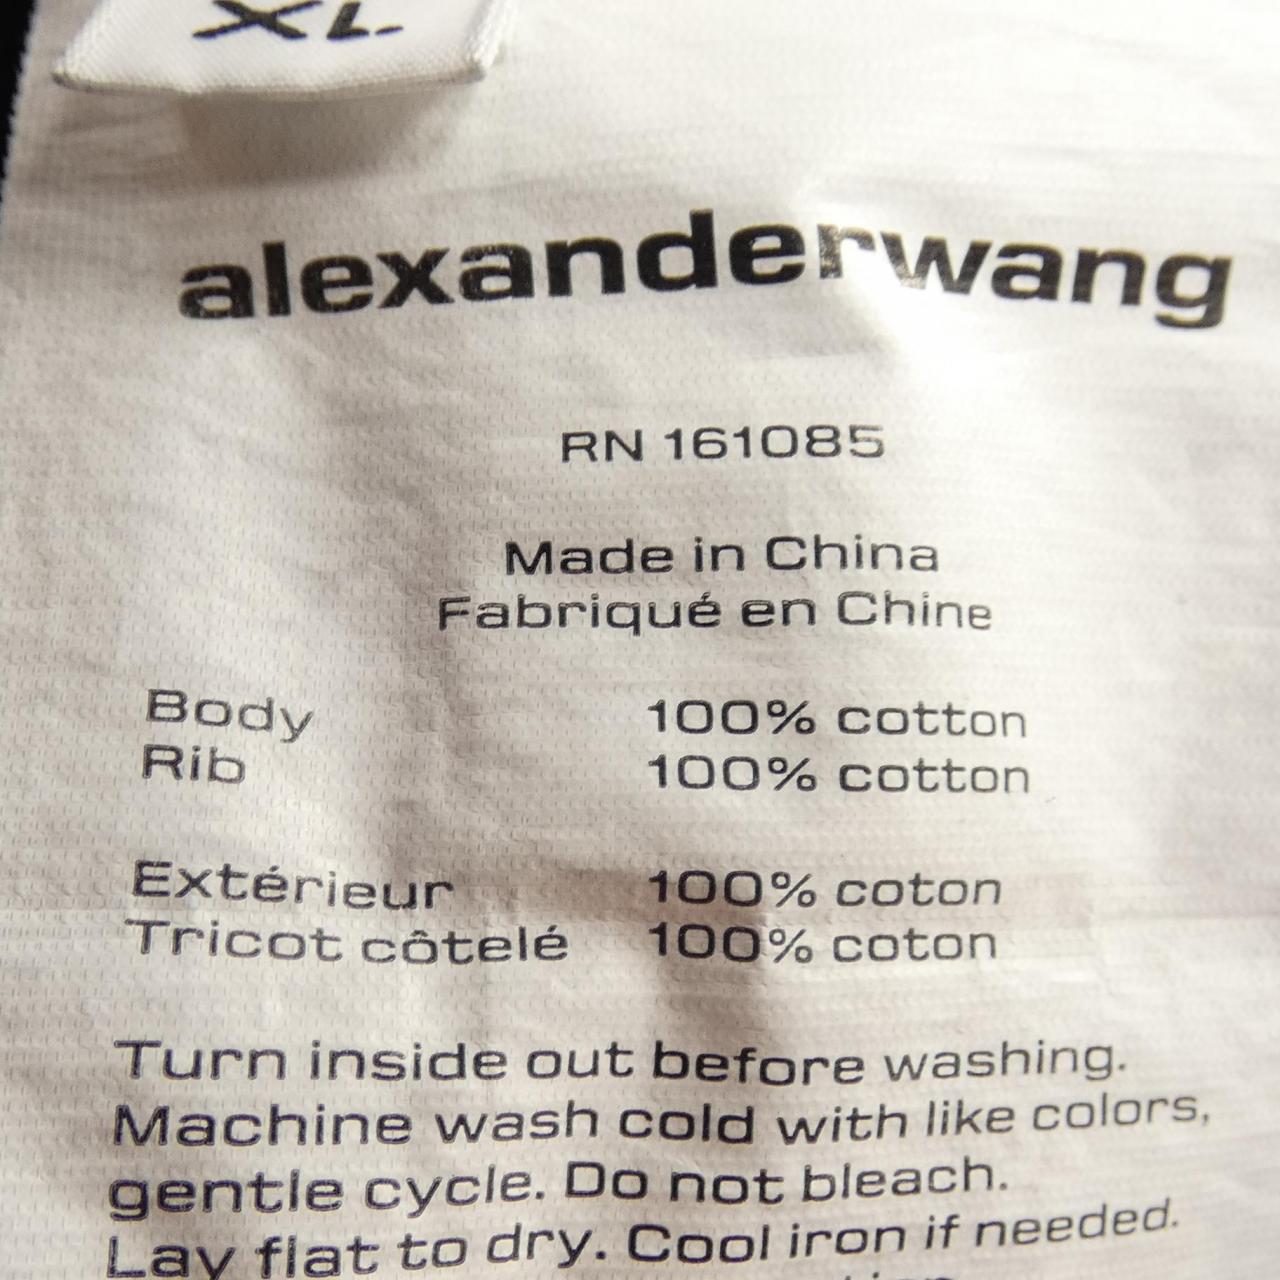 XL
alexanderwang
RN 161085
Made in China
Fabriqué en Chine
Body 100% cotton
Rib 100% cotton
Extérieur 100% coton
Tricot côtelé 100% coton
Turn inside out before washing.
Machine wash cold with like colors,
gentle cycle. Do not bleach.
Lay flat to dry. Cool iron if needed.